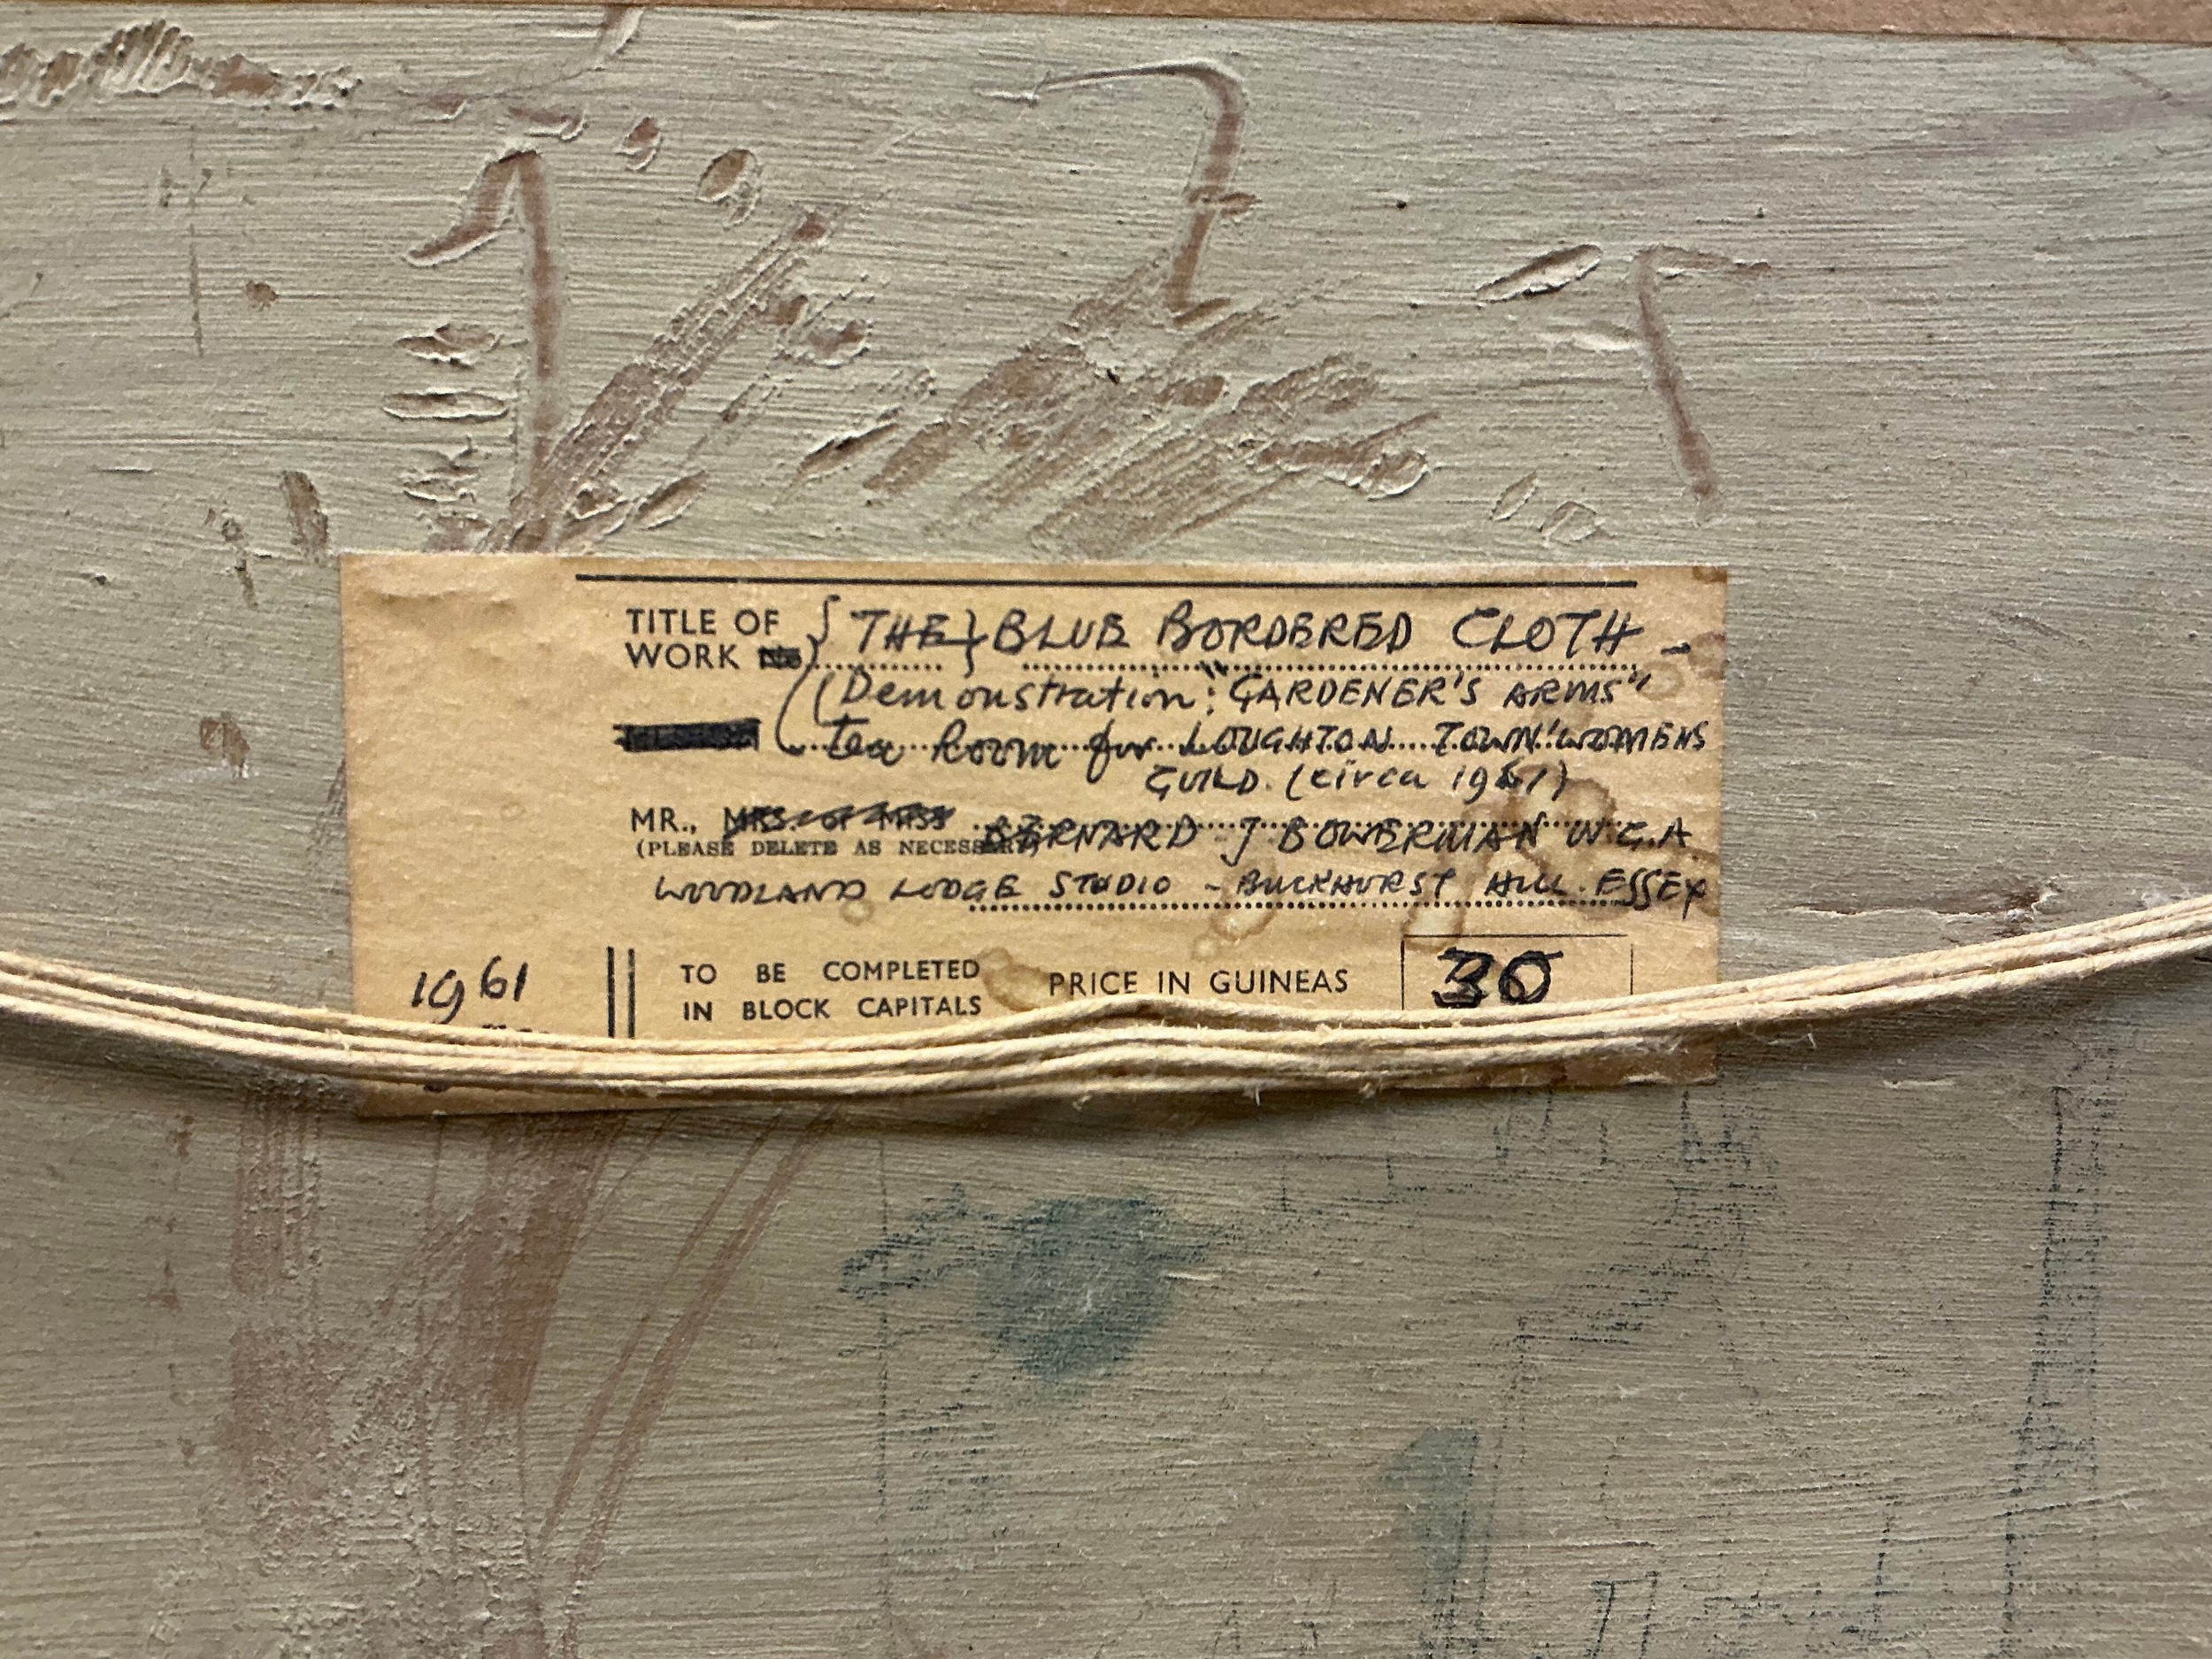 TITLE OF { THE } BLUE BORDERED CLOTH -
WORK No
(Demonstration: "GARDENER'S ARMS"
Tea Room for LOUGHTON TOWNSWOMENS
GUILD. (circa 1961)
MR., MRS. or MISS BERNARD J BOWERMAN W.G.A.
(PLEASE DELETE AS NECESSARY)
WOODLAND LODGE STUDIO - BUCKHURST HILL. ESSEX
1961 TO BE COMPLETED PRICE IN GUINEAS 30
IN BLOCK CAPITALS